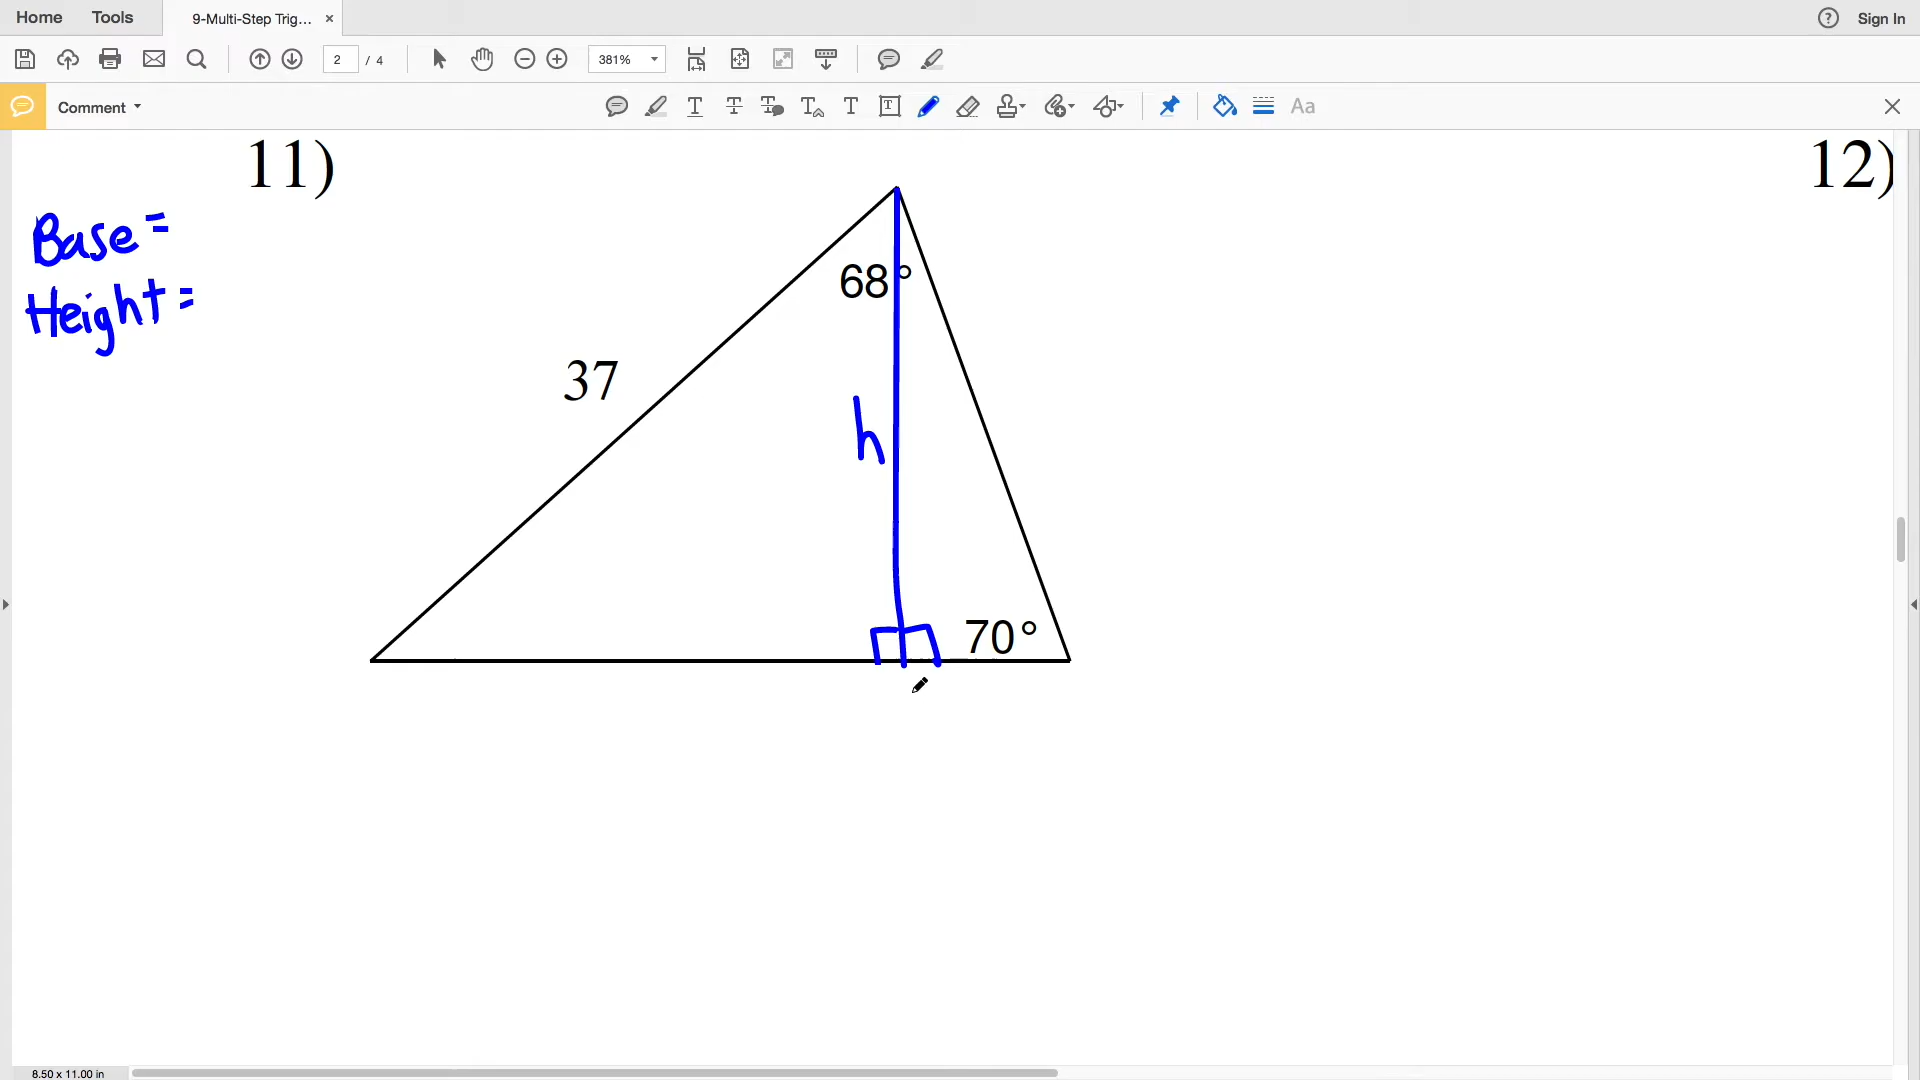 Home Tools 9-Multi-Step Trig... × ? Sign In
2 / 4 381%
Comment Aa
11) 12)
Base =
Height =
68°
37
h
70°
8.50 x 11.00 in